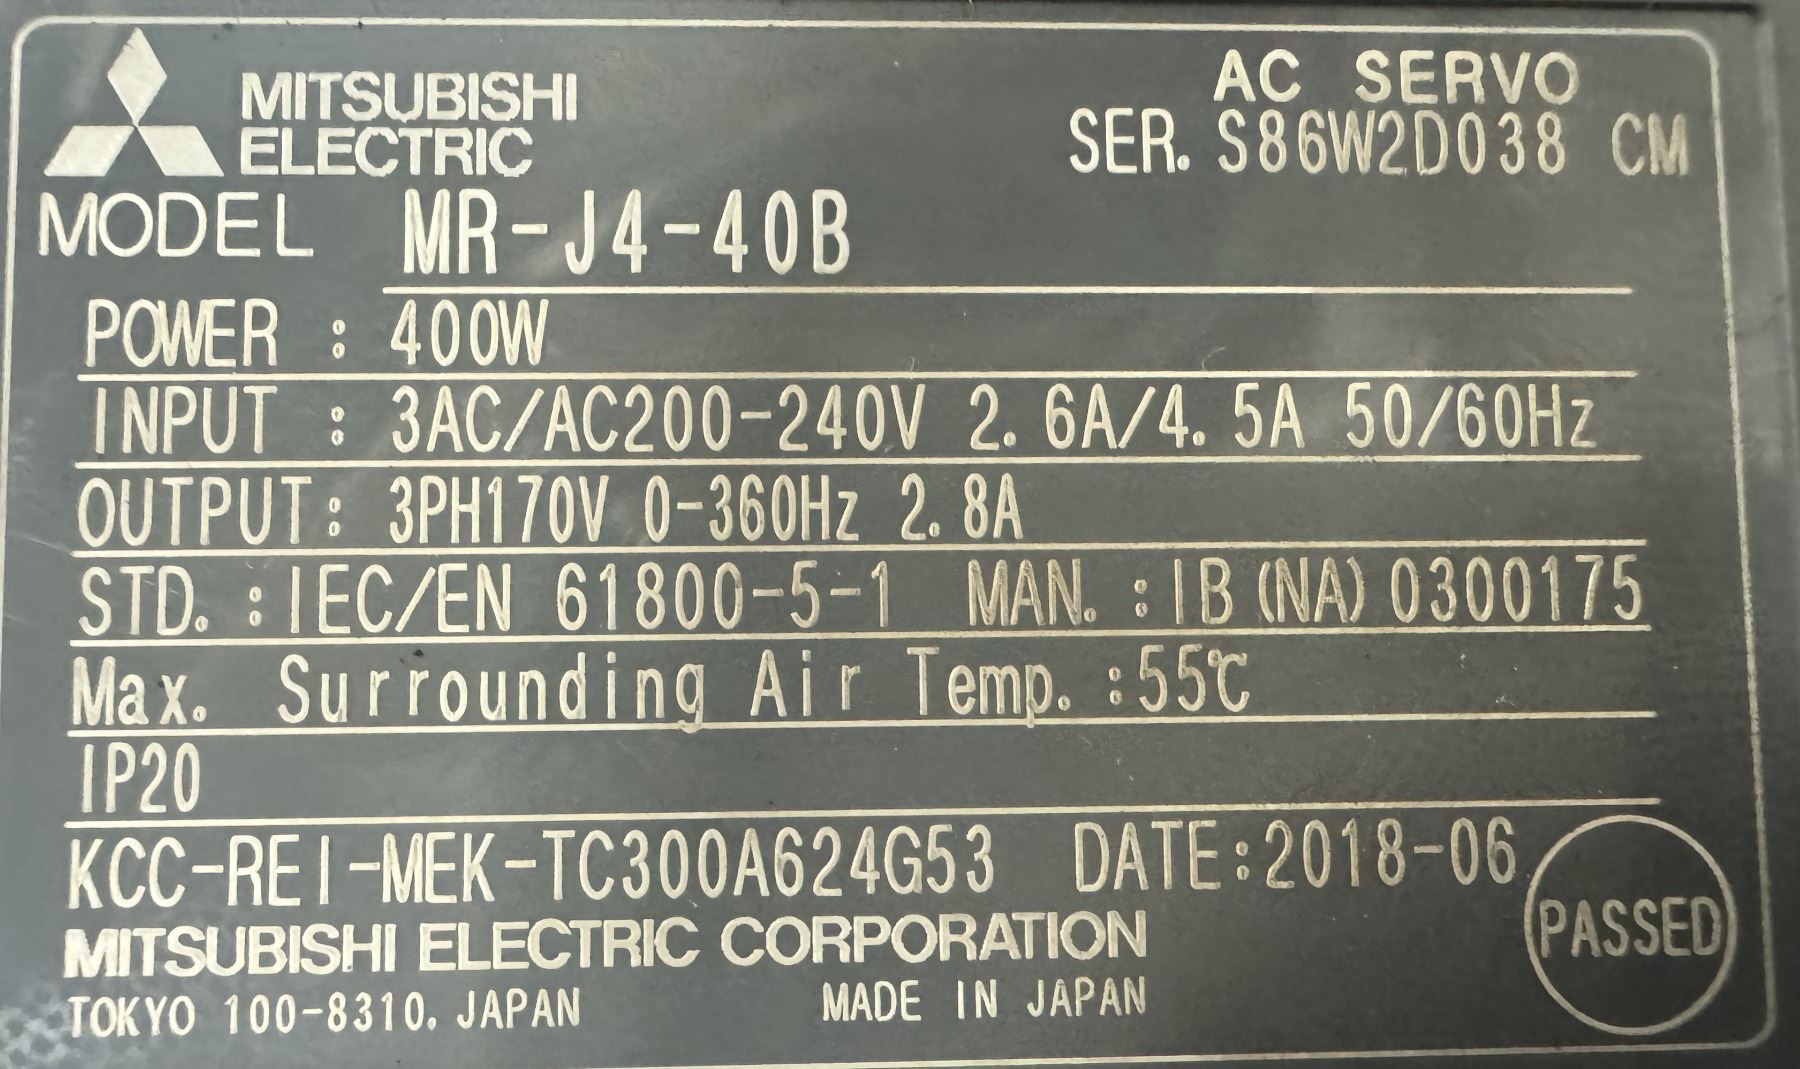 MITSUBISHI
ELECTRIC
AC SERVO
SER. S86W2D038 CM
MODEL MR-J4-40B
POWER : 400W
INPUT : 3AC/AC200-240V 2.6A/4.5A 50/60Hz
OUTPUT: 3PH170V 0-360Hz 2.8A
STD. : IEC/EN 61800-5-1 MAN. : IB(NA)0300175
Max. Surrounding Air Temp. :55℃
IP20
KCC-REI-MEK-TC300A624G53 DATE:2018-06
PASSED
MITSUBISHI ELECTRIC CORPORATION
TOKYO 100-8310, JAPAN MADE IN JAPAN